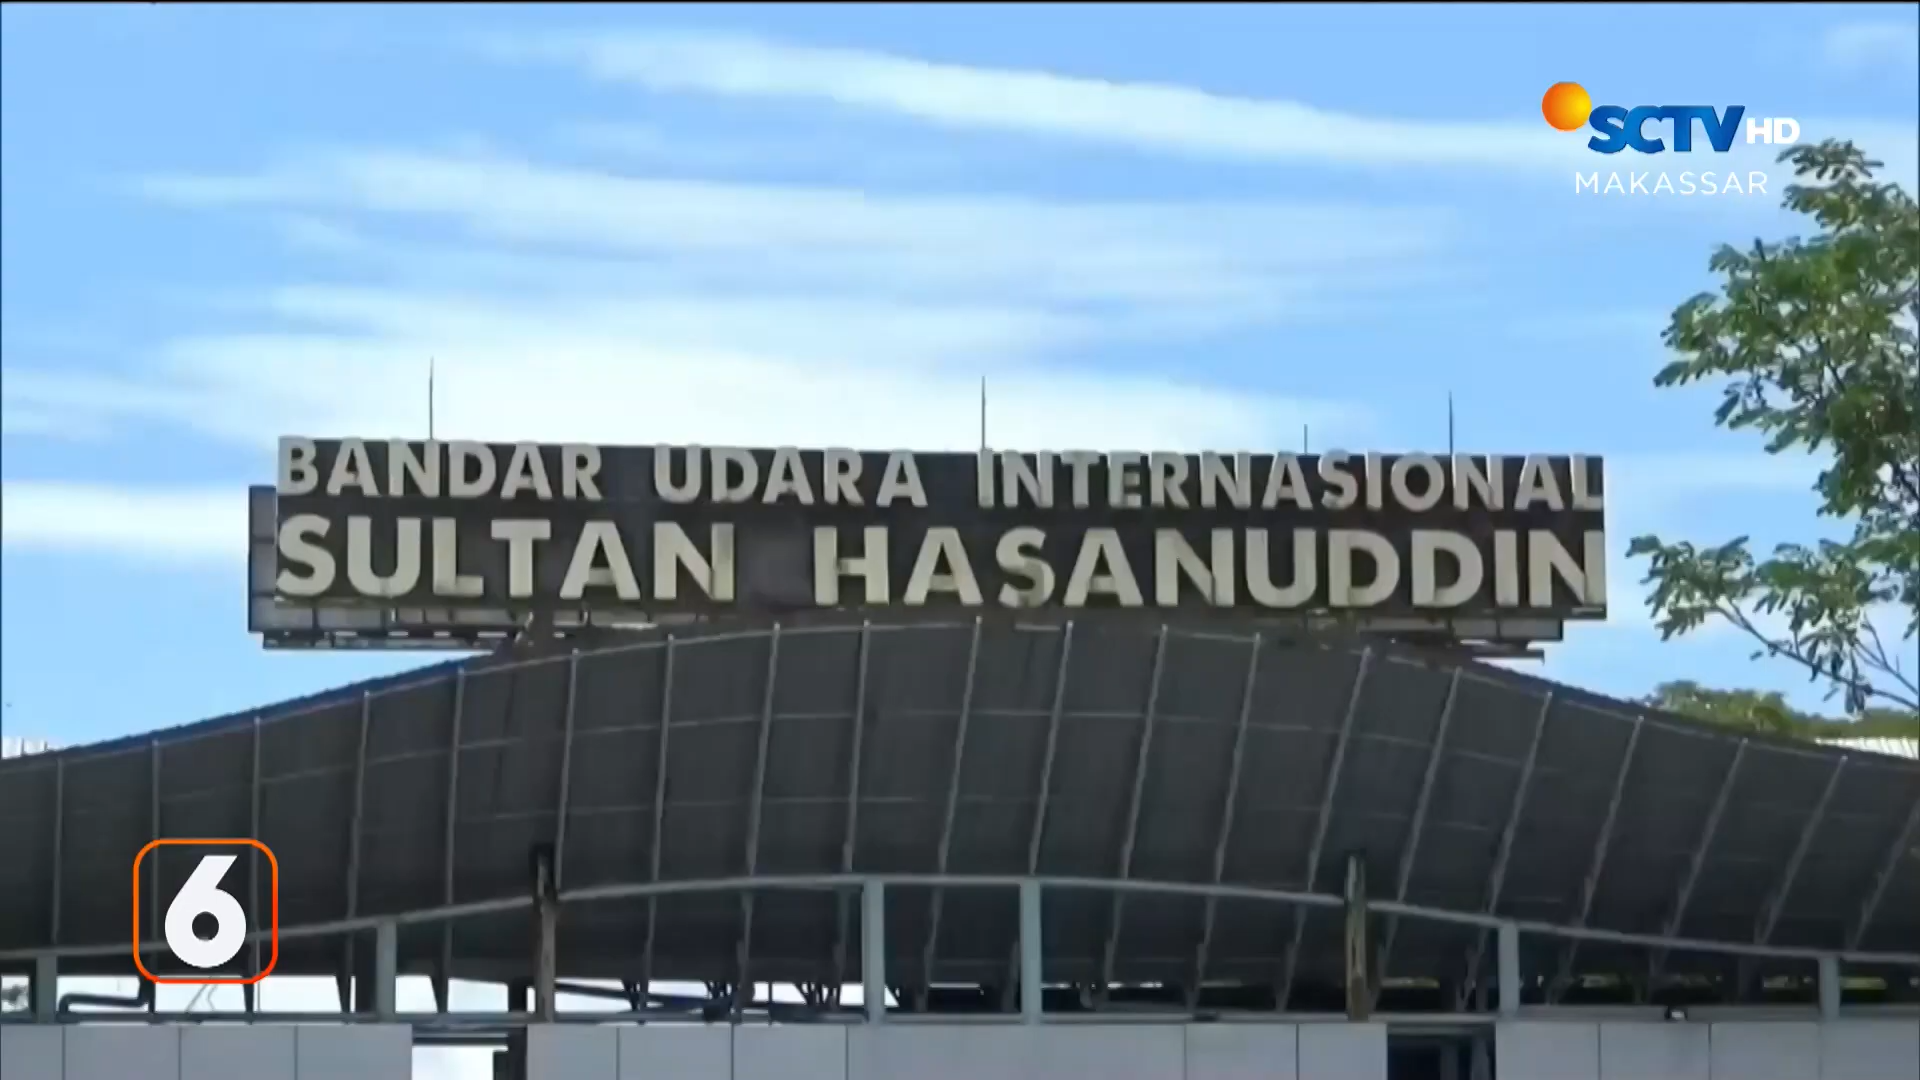 SCTV HD
MAKASSAR
BANDAR UDARA INTERNASIONAL
SULTAN HASANUDDIN
6